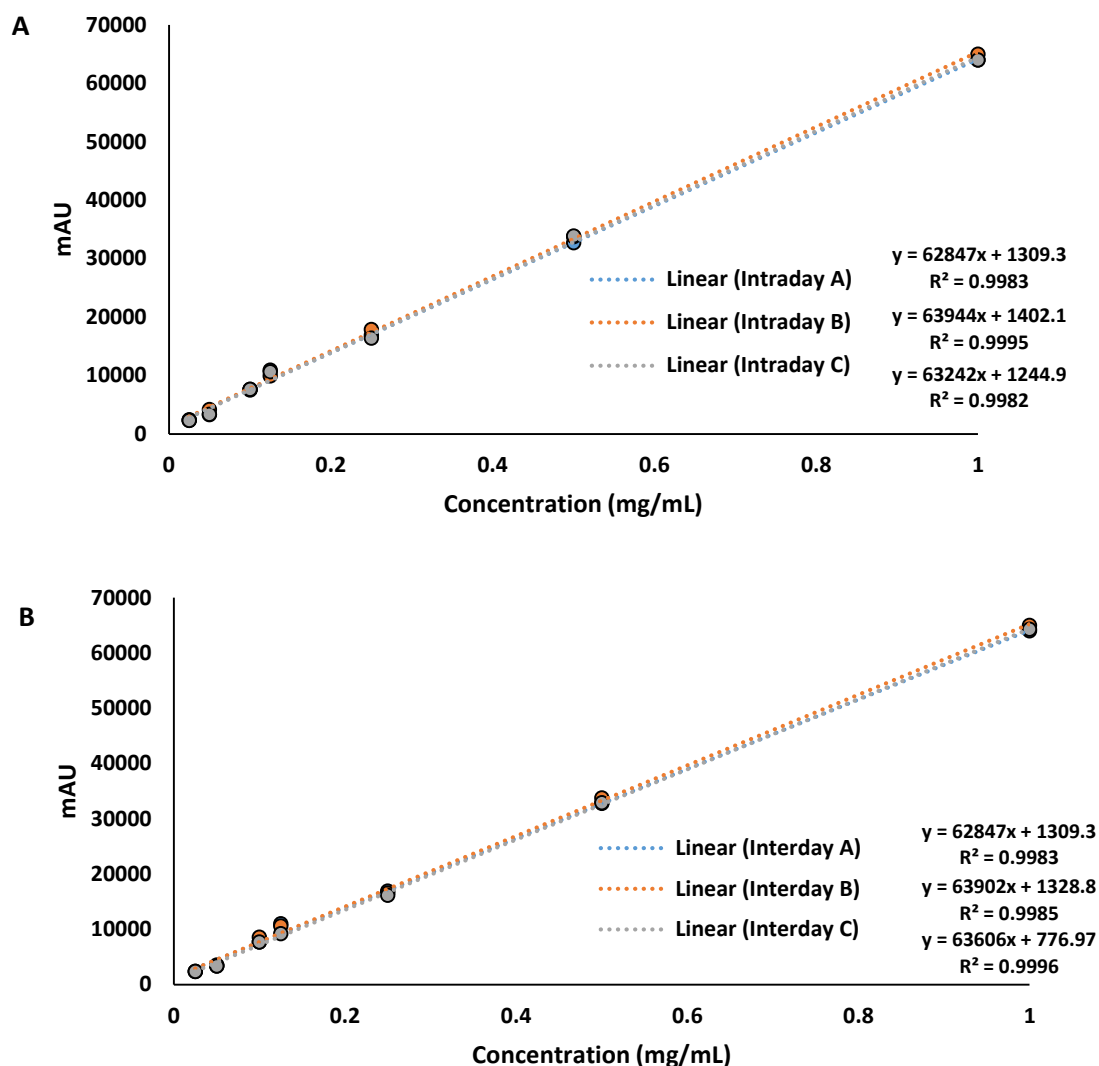 A
70000
60000
50000
40000
30000
20000
10000
0
mAU
Linear (Intraday A)
Linear (Intraday B)
Linear (Intraday C)
y = 62847x + 1309.3
R² = 0.9983
y = 63944x + 1402.1
R² = 0.9995
y = 63242x + 1244.9
R² = 0.9982
0 0.2 0.4 0.6 0.8 1
Concentration (mg/mL)
B
70000
60000
50000
40000
30000
20000
10000
0
mAU
Linear (Interday A)
Linear (Interday B)
Linear (Interday C)
y = 62847x + 1309.3
R² = 0.9983
y = 63902x + 1328.8
R² = 0.9985
y = 63606x + 776.97
R² = 0.9996
0 0.2 0.4 0.6 0.8 1
Concentration (mg/mL)